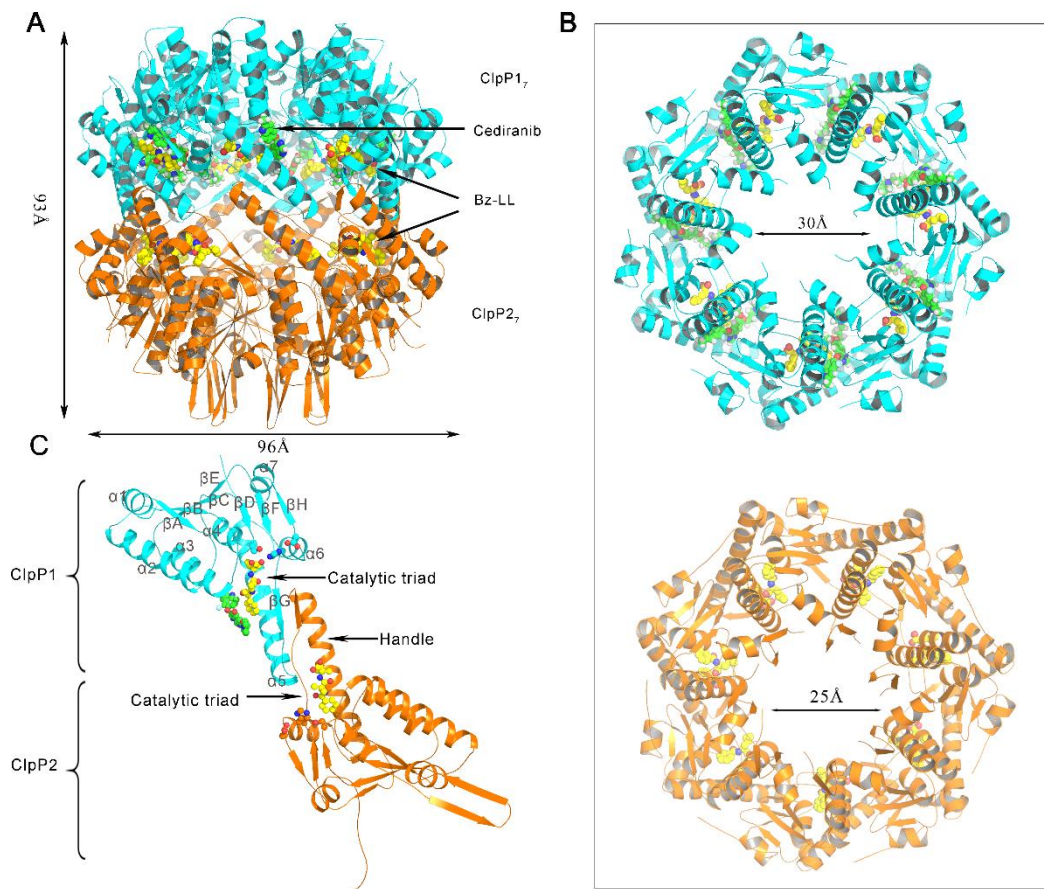 A
93Å
ClpP1₇
Cediranib
Bz-LL
ClpP2₇
96Å
B
30Å
25Å
C
ClpP1
ClpP2
α1
α2
α3
βA
βB
α4
βC
βE
βD
α7
βF
βH
α6
βG
α5
Catalytic triad
Handle
Catalytic triad